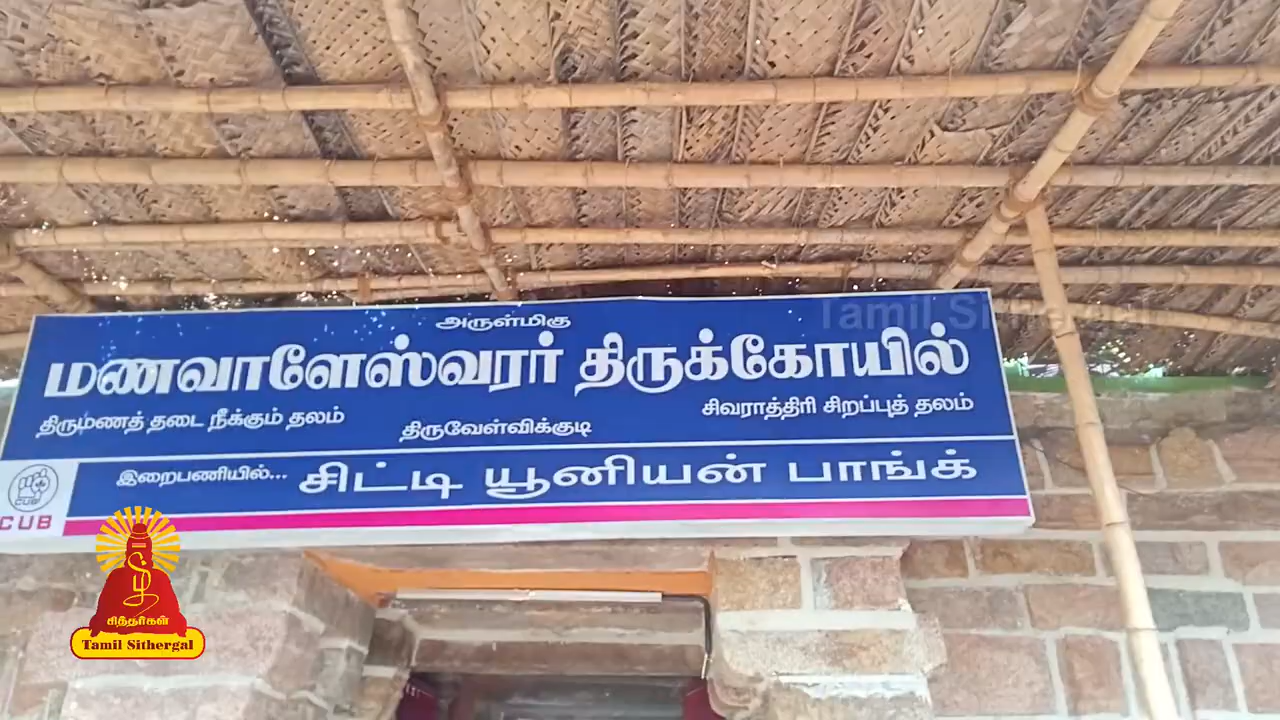 அருள்மிகு
மணவாளேஸ்வரர் திருக்கோயில்
திருமணத் தடை நீக்கும் தலம்
திருவேள்விக்குடி
சிவராத்திரி சிறப்புத் தலம்
இறைபணியில்... சிட்டி யூனியன் பாங்க்
CUB
CUB
சித்தர்கள்
Tamil Sithergal
Tamil Sithergal